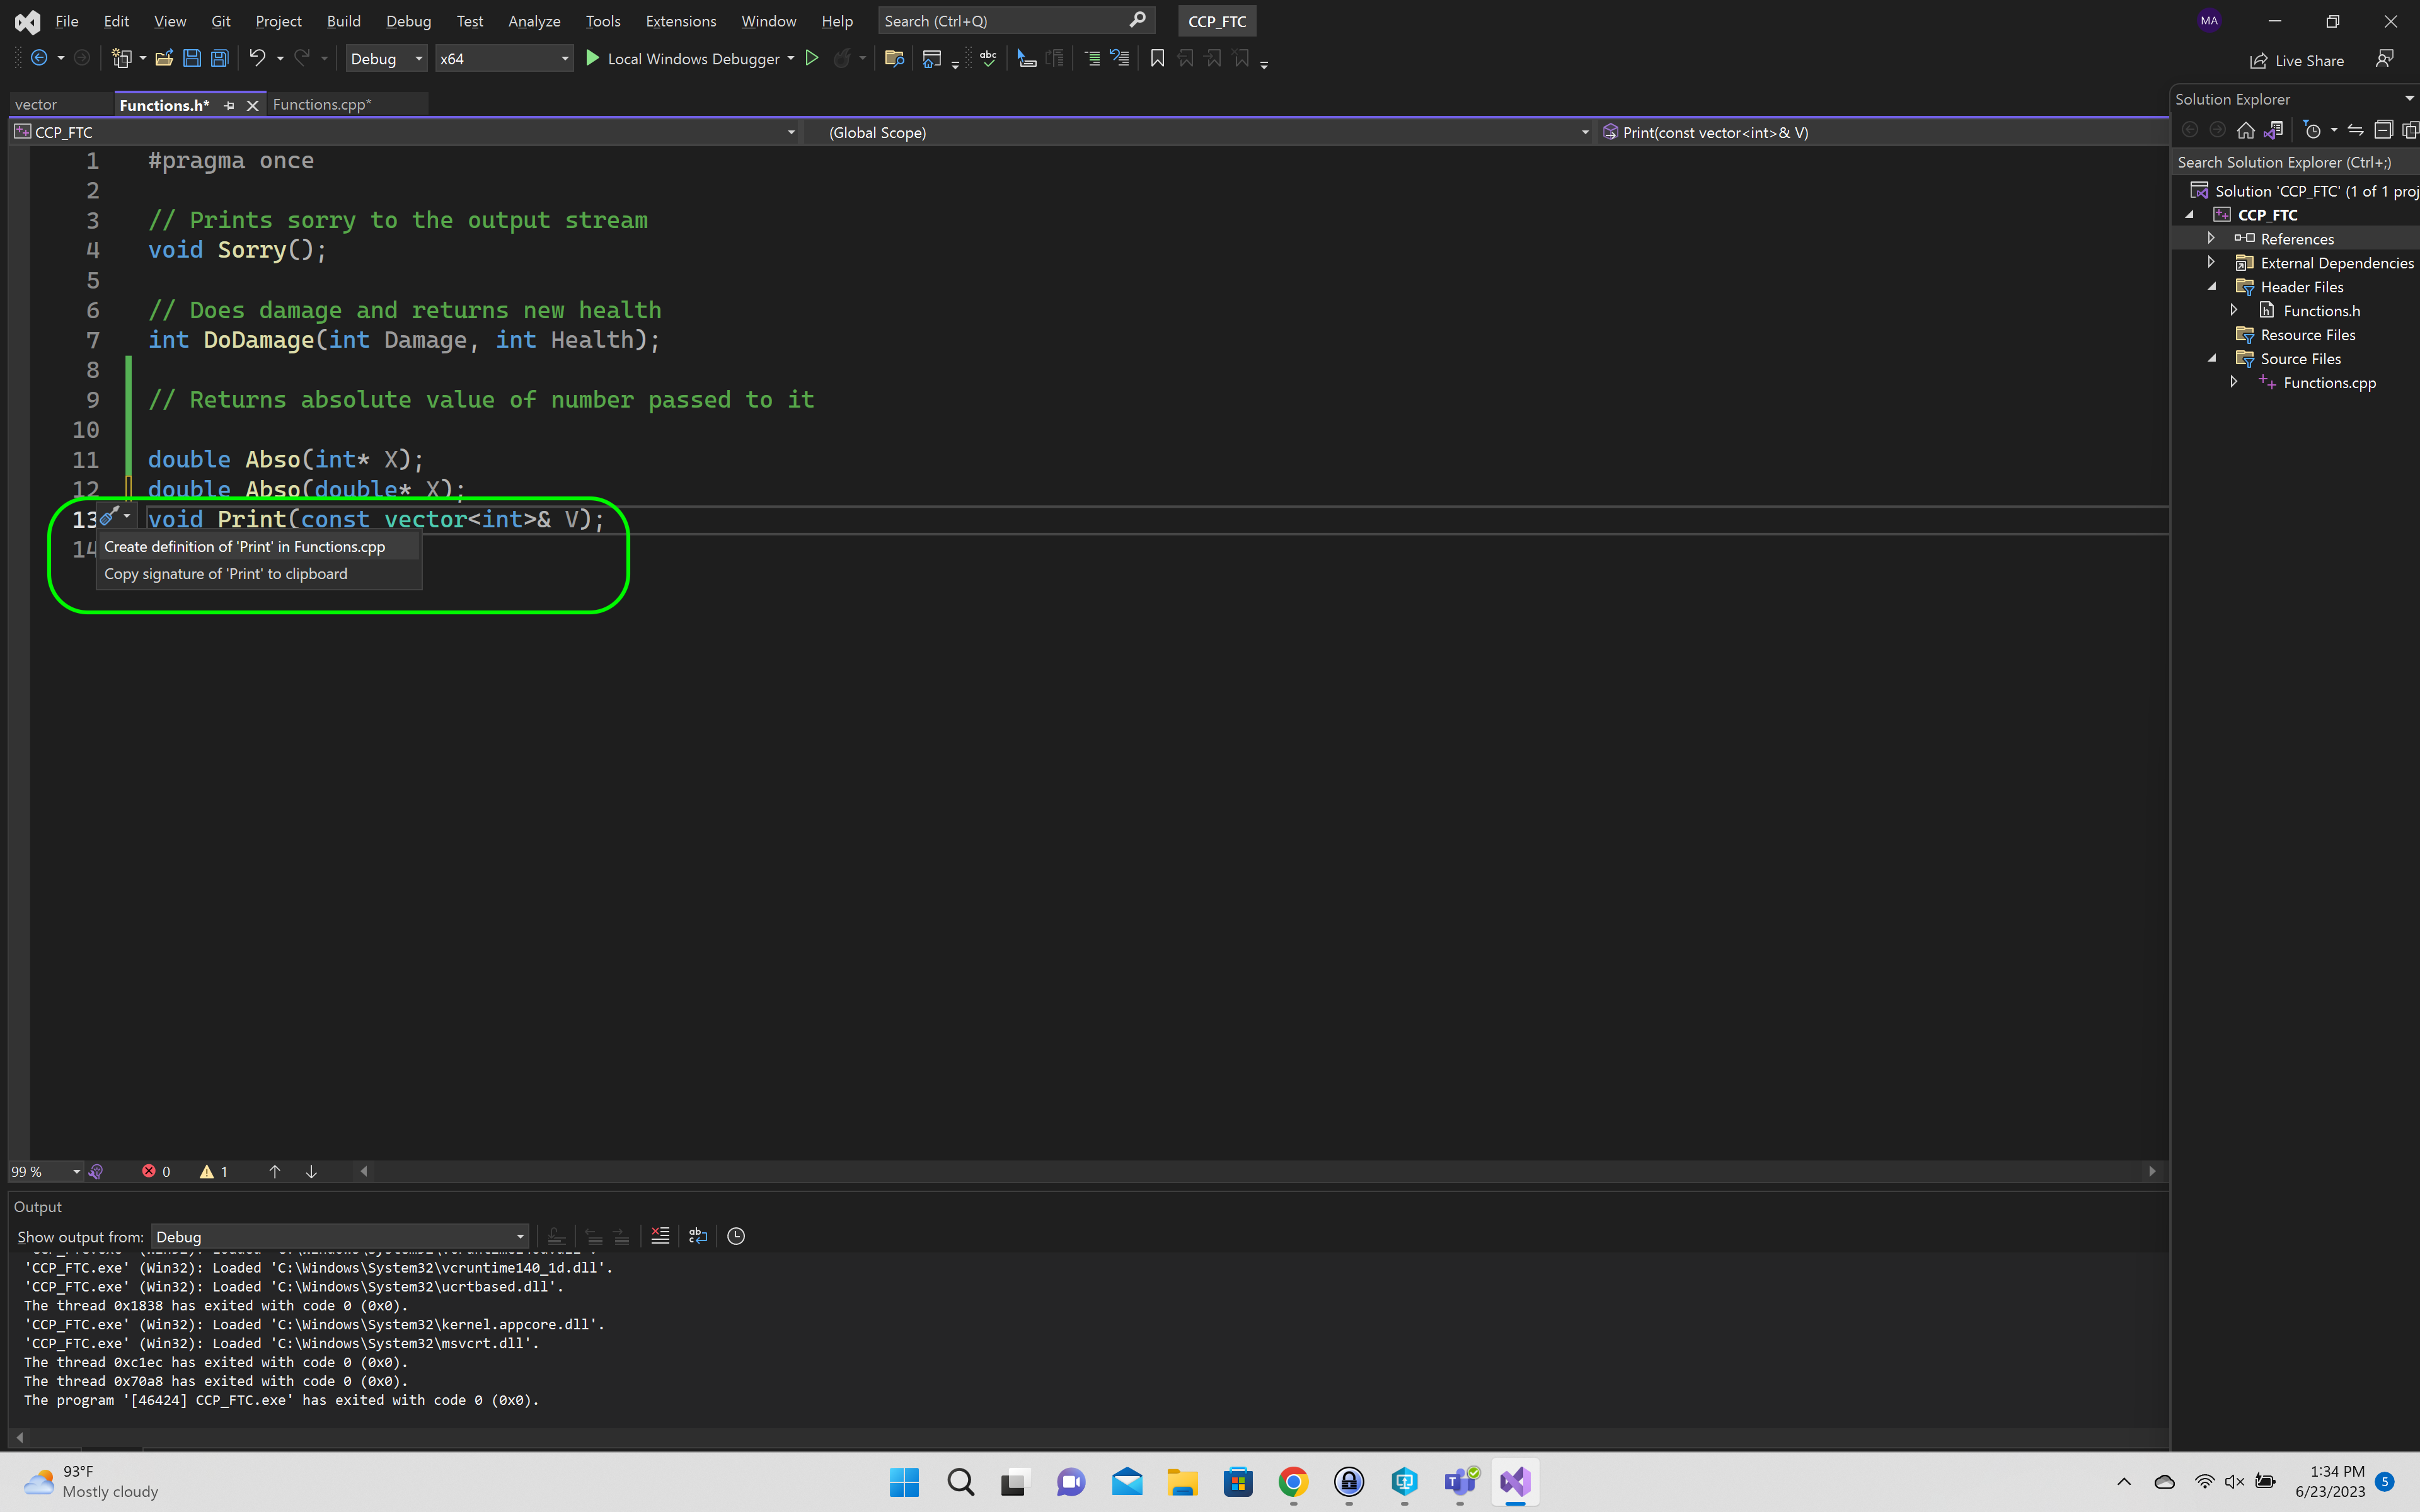 File Edit View Git Project Build Debug Test Analyze Tools Extensions Window Help Search (Ctrl+Q) CCP_FTC MA
Debug x64 Local Windows Debugger Live Share
vector Functions.h* Functions.cpp*
CCP_FTC (Global Scope) Print(const vector<int>& V)
1 #pragma once
2
3 // Prints sorry to the output stream
4 void Sorry();
5
6 // Does damage and returns new health
7 int DoDamage(int Damage, int Health);
8
9 // Returns absolute value of number passed to it
10
11 double Abso(int* X);
12 double Abso(double* X);
13 void Print(const vector<int>& V);
14
Create definition of 'Print' in Functions.cpp
Copy signature of 'Print' to clipboard
Solution Explorer
Search Solution Explorer (Ctrl+;)
Solution 'CCP_FTC' (1 of 1 proj
CCP_FTC
References
External Dependencies
Header Files
Functions.h
Resource Files
Source Files
Functions.cpp
99 % 0 1
Output
Show output from: Debug
'CCP_FTC.exe' (Win32): Loaded 'C:\Windows\System32\vcruntime140_1d.dll'.
'CCP_FTC.exe' (Win32): Loaded 'C:\Windows\System32\ucrtbased.dll'.
The thread 0x1838 has exited with code 0 (0x0).
'CCP_FTC.exe' (Win32): Loaded 'C:\Windows\System32\kernel.appcore.dll'.
'CCP_FTC.exe' (Win32): Loaded 'C:\Windows\System32\msvcrt.dll'.
The thread 0xc1ec has exited with code 0 (0x0).
The thread 0x70a8 has exited with code 0 (0x0).
The program '[46424] CCP_FTC.exe' has exited with code 0 (0x0).
93°F
Mostly cloudy
1:34 PM
6/23/2023
5